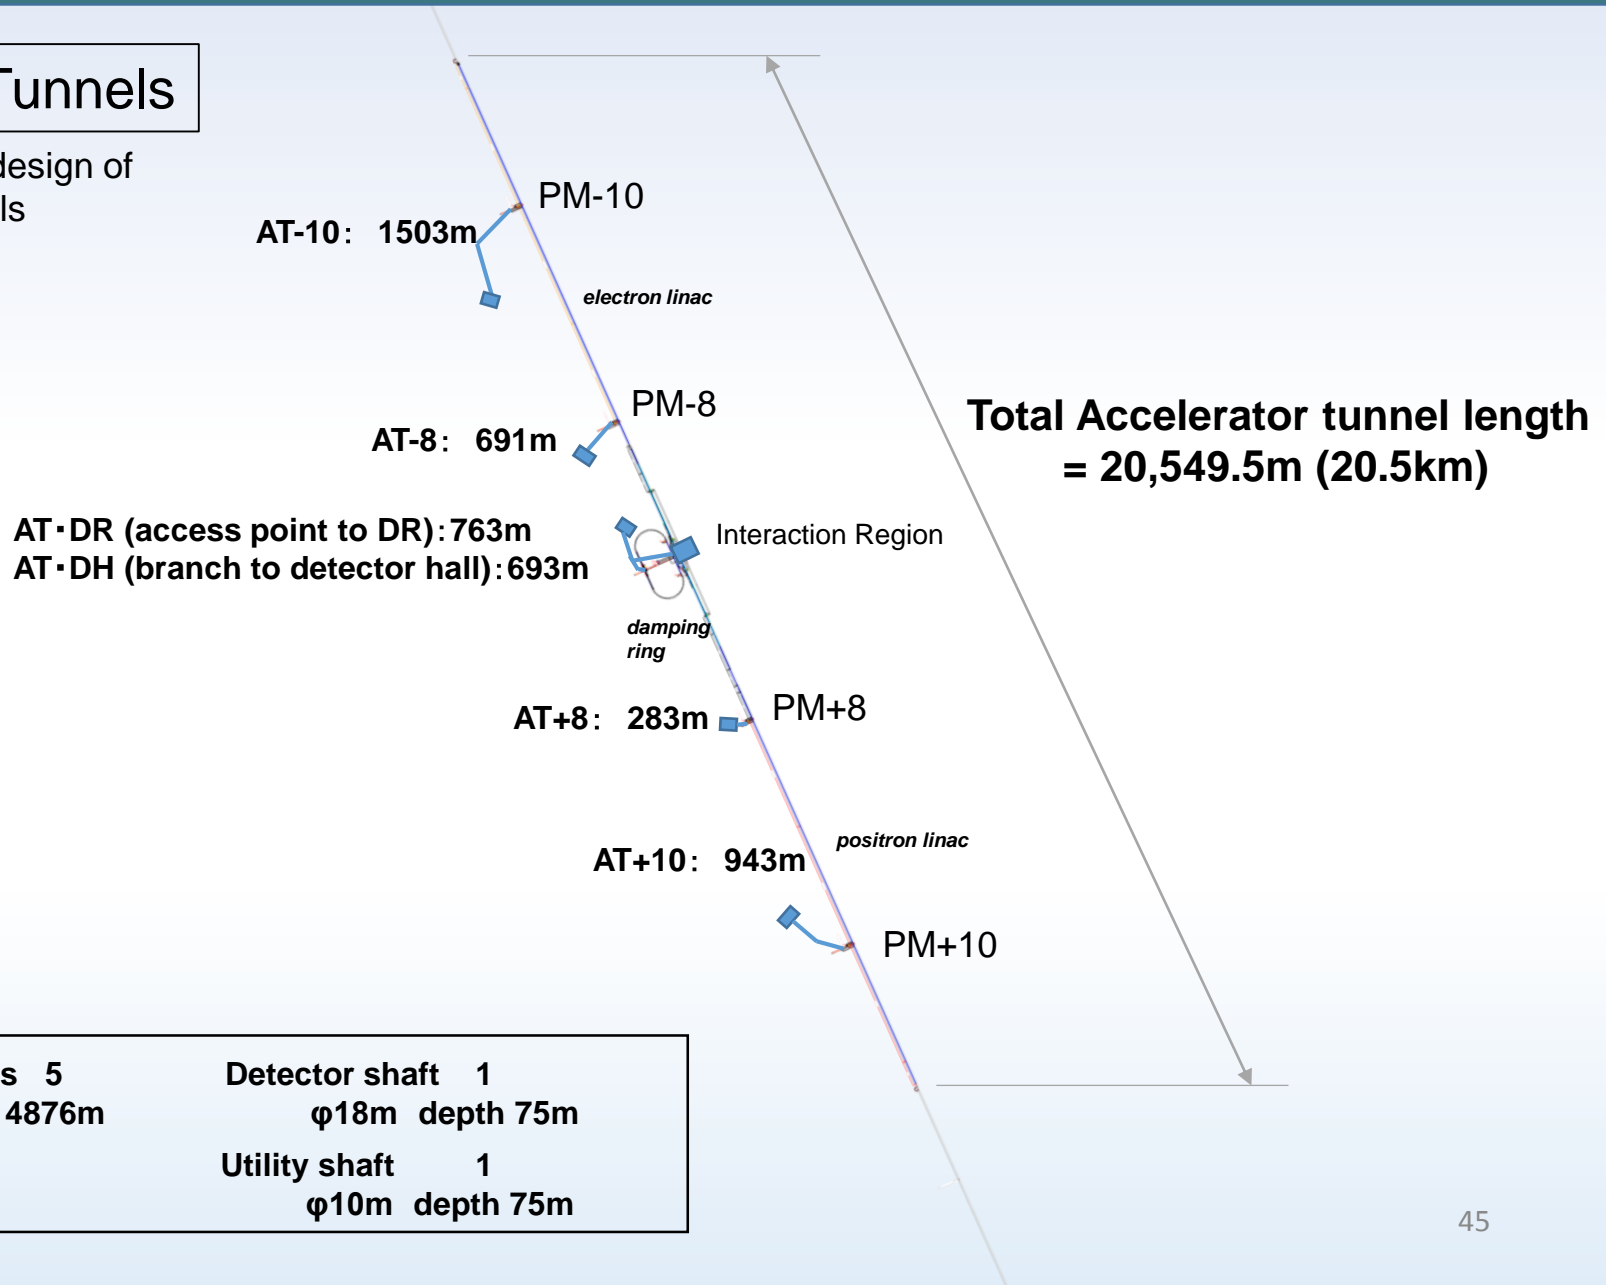 Tunnels
design of
ls
PM-10
AT-10: 1503m
electron linac
PM-8
AT-8: 691m
Total Accelerator tunnel length
= 20,549.5m (20.5km)
AT・DR (access point to DR):763m
AT・DH (branch to detector hall):693m
Interaction Region
damping
ring
PM+8
AT+8: 283m
positron linac
AT+10: 943m
PM+10
s 5
4876m
Detector shaft 1
φ18m depth 75m
Utility shaft 1
φ10m depth 75m
45